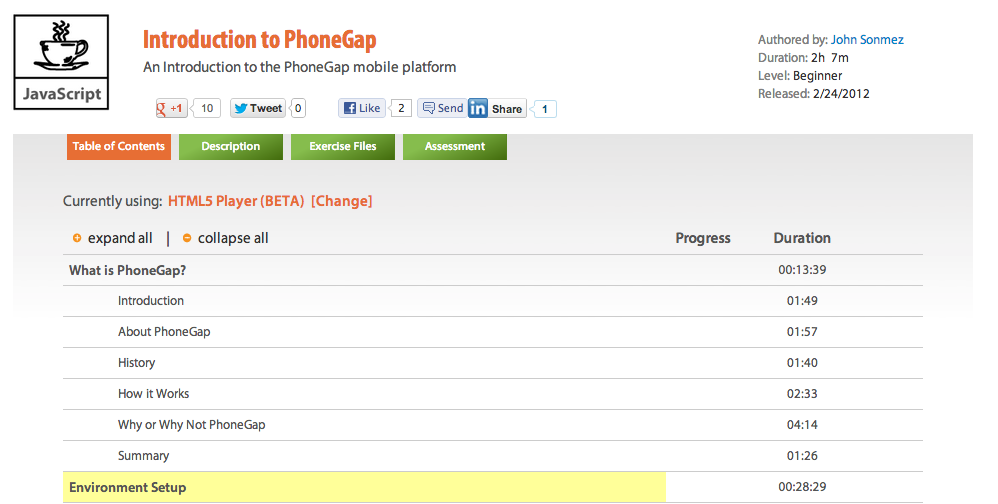 JavaScript
Introduction to PhoneGap
An Introduction to the PhoneGap mobile platform
Authored by: John Sonmez
Duration: 2h 7m
Level: Beginner
Released: 2/24/2012
g +1 10 Tweet 0 f Like 2 Send in Share 1
Table of Contents Description Exercise Files Assessment
Currently using: HTML5 Player (BETA) [Change]
expand all | collapse all Progress Duration
What is PhoneGap? 00:13:39
Introduction 01:49
About PhoneGap 01:57
History 01:40
How it Works 02:33
Why or Why Not PhoneGap 04:14
Summary 01:26
Environment Setup 00:28:29